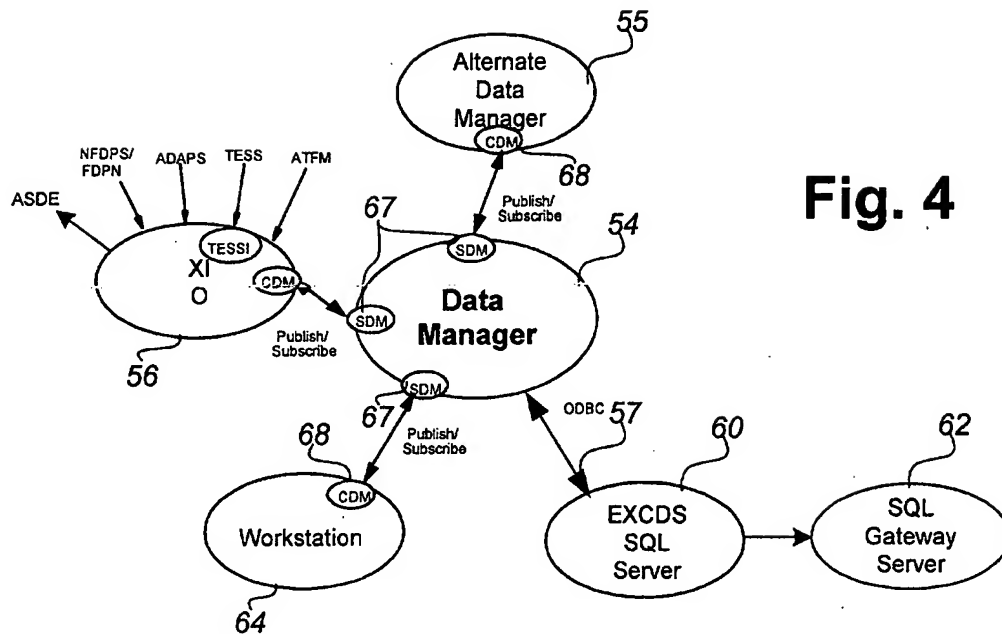 55
Alternate
Data
Manager
CDM
68
NFDPS/
FDPN
ADAPS
TESS
ATFM
ASDE
Publish/
Subscribe
Fig. 4
67
54
TESSI
XI
O
CDM
SDM
Data
Manager
SDM
Publish/
Subscribe
56
SDM
67
ODBC
57
60
62
Publish/
Subscribe
68
CDM
Workstation
64
EXCDS
SQL
Server
SQL
Gateway
Server